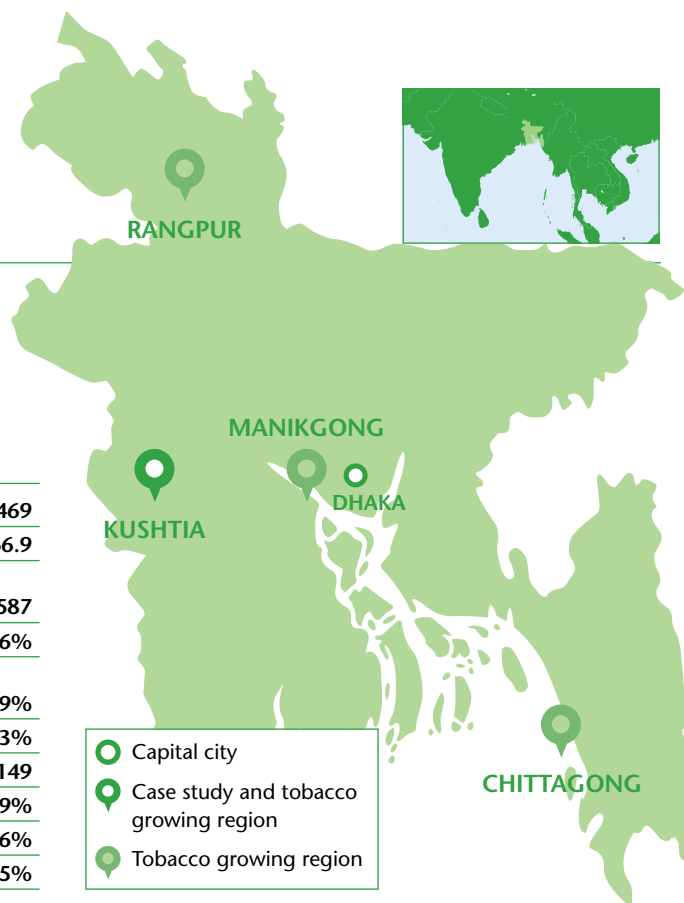 RANGPUR
MANIKGONG
DHAKA
KUSHTIA
CHITTAGONG
469
6.9
587
6%
9%
3%
149
9%
6%
5%
Capital city
Case study and tobacco
growing region
Tobacco growing region